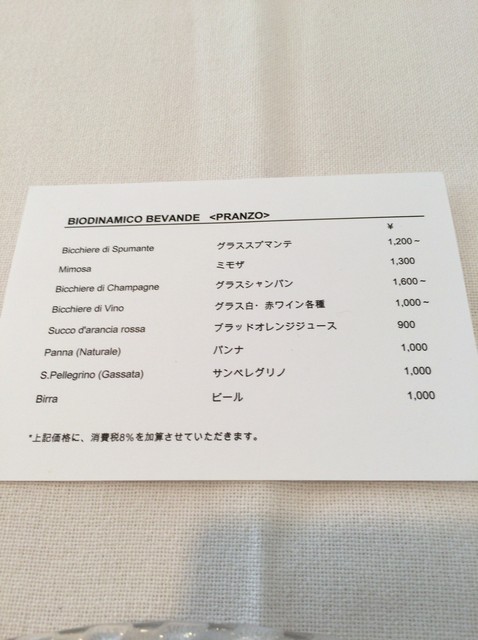 BIODINAMICO BEVANDE <PRANZO>
¥
Bicchiere di Spumante グラススプマンテ 1,200~
Mimosa ミモザ 1,300
Bicchiere di Champagne グラスシャンパン 1,600~
Bicchiere di Vino グラス白・赤ワイン各種 1,000~
Succo d'arancia rossa ブラッドオレンジジュース 900
Panna (Naturale) パンナ 1,000
S.Pellegrino (Gassata) サンペレグリノ 1,000
Birra ビール 1,000
*上記価格に、消費税8%を加算させていただきます。